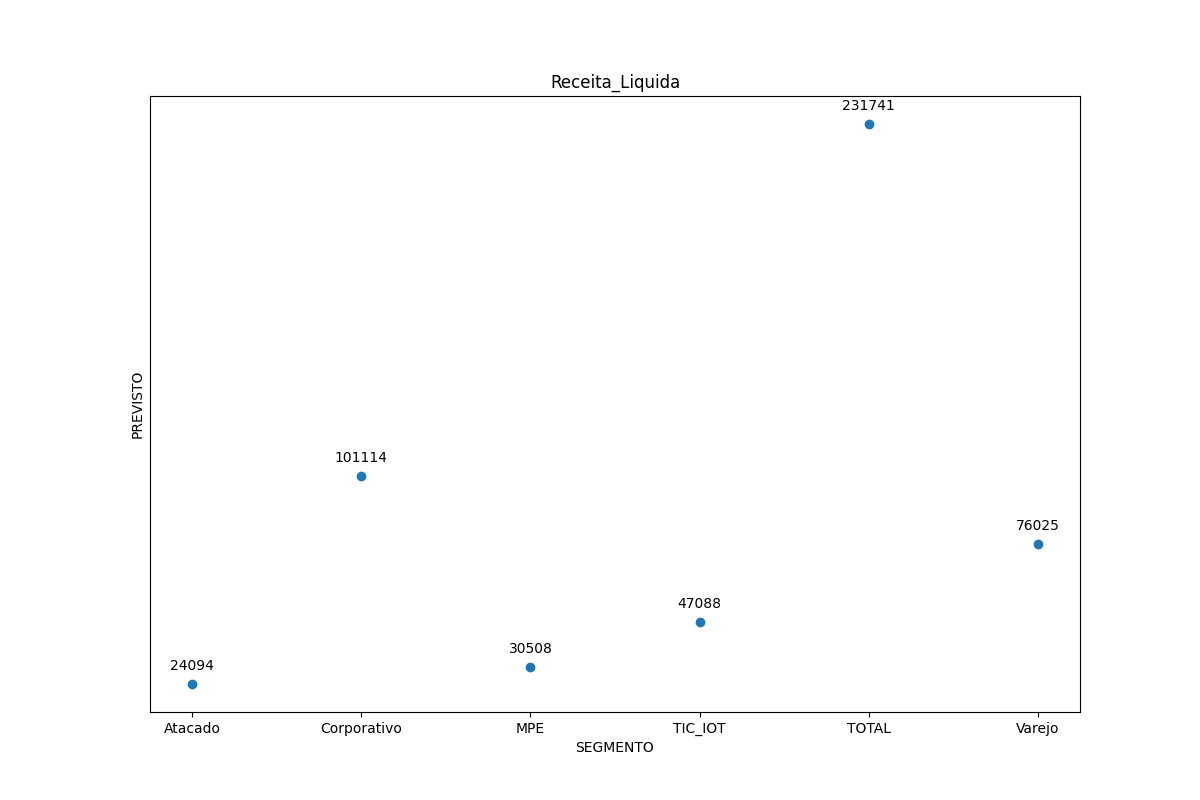 Receita_Liquida
231741
PREVISTO
101114
76025
47088
30508
24094
Atacado
Corporativo
MPE
TIC_IOT
TOTAL
Varejo
SEGMENTO